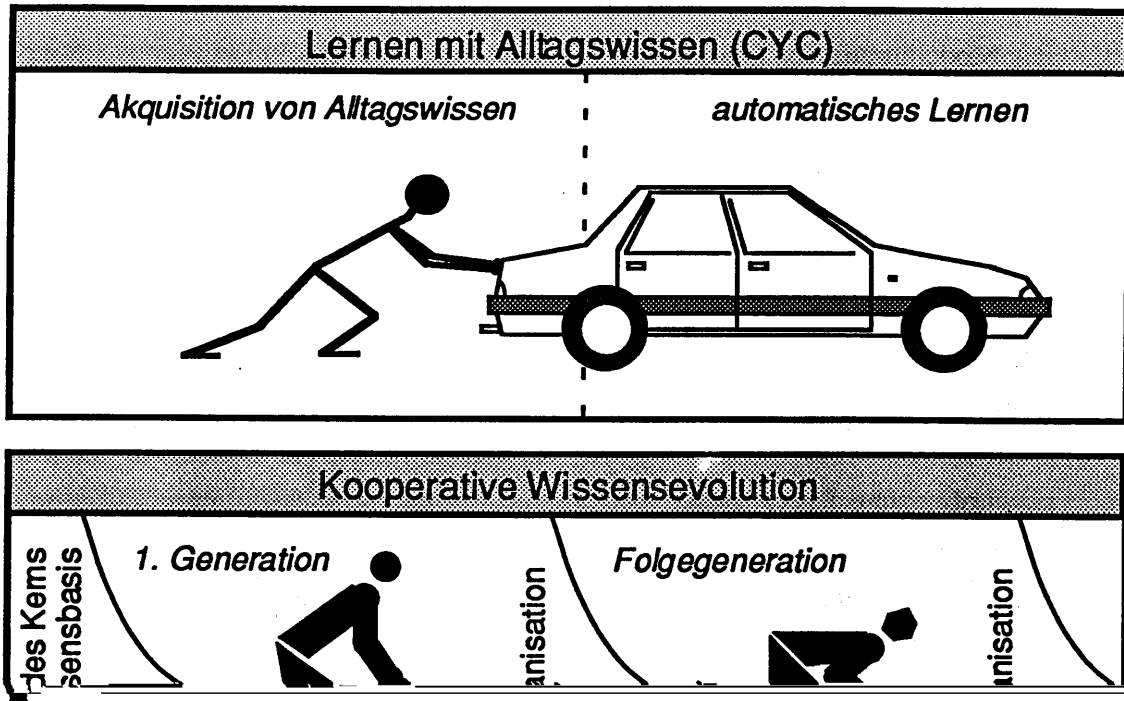 Lernen mit Alltagswissen (CYC)
Akquisition von Alltagswissen
automatisches Lernen
Kooperative Wissensevolution
des Kerns
sensbasis
1. Generation
anisation
Folgegeneration
anisation